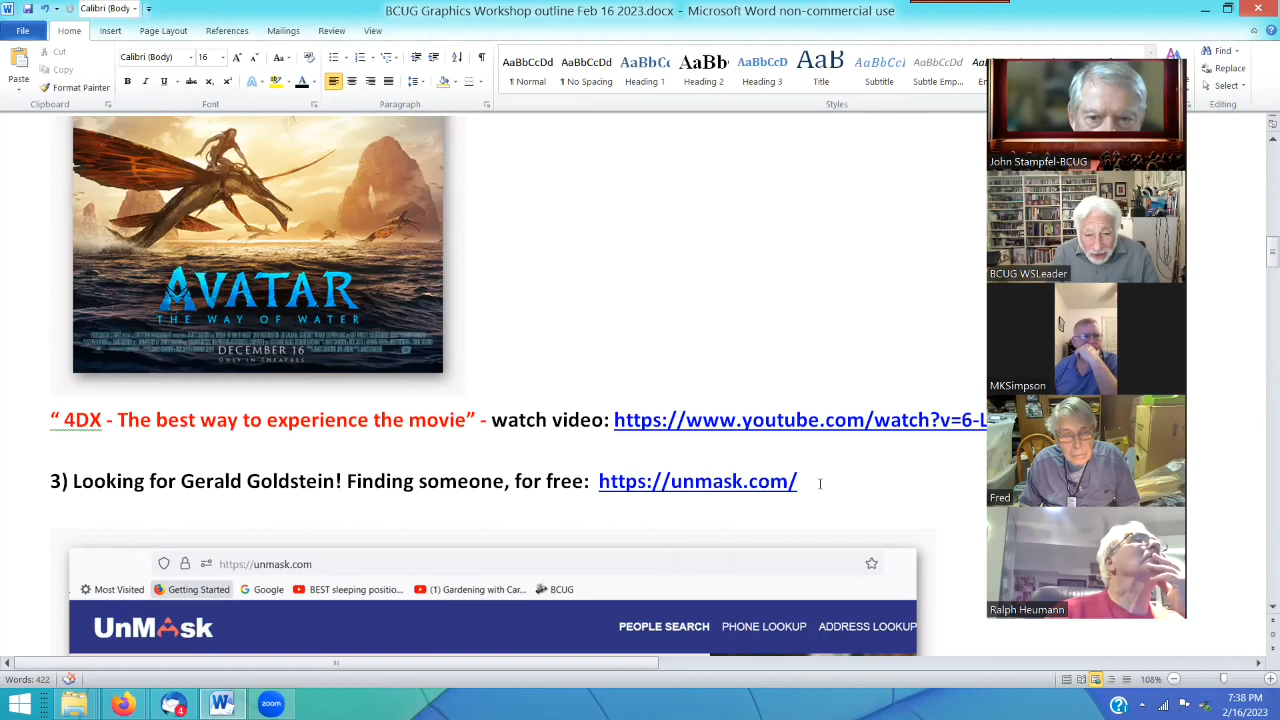 BCUG Graphics Workshop outline Feb 16 2023.docx - Microsoft Word non-commercial use
Calibri (Body)
File Home Insert Page Layout References Mailings Review View
Paste
Cut
Copy
Format Painter
Clipboard
Calibri (Body) 16
Font
Paragraph
AaBbCcDd AaBbCcDd AaBbCc AaBb AaBbCcD AaB AaBbCcI AaBbCcDd
¶ Normal ¶ No Spacing Heading 1 Heading 2 Heading 3 Title Subtitle Subtle Emp...
Styles
Find
Replace
Select
Editing
AVATAR
THE WAY OF WATER
DECEMBER 16
ONLY IN THEATRES
“ 4DX - The best way to experience the movie” - watch video: https://www.youtube.com/watch?v=6-L
3) Looking for Gerald Goldstein! Finding someone, for free: https://unmask.com/
https://unmask.com
Most Visited Getting Started Google BEST sleeping positio... (1) Gardening with Car... BCUG
UnMAsk
PEOPLE SEARCH PHONE LOOKUP ADDRESS LOOKUP
John Stampfel-BCUG
BCUG WSLeader
MKSimpson
Fred
Ralph Heumann
Words: 422
108%
4
zoom
7:38 PM
2/16/2023